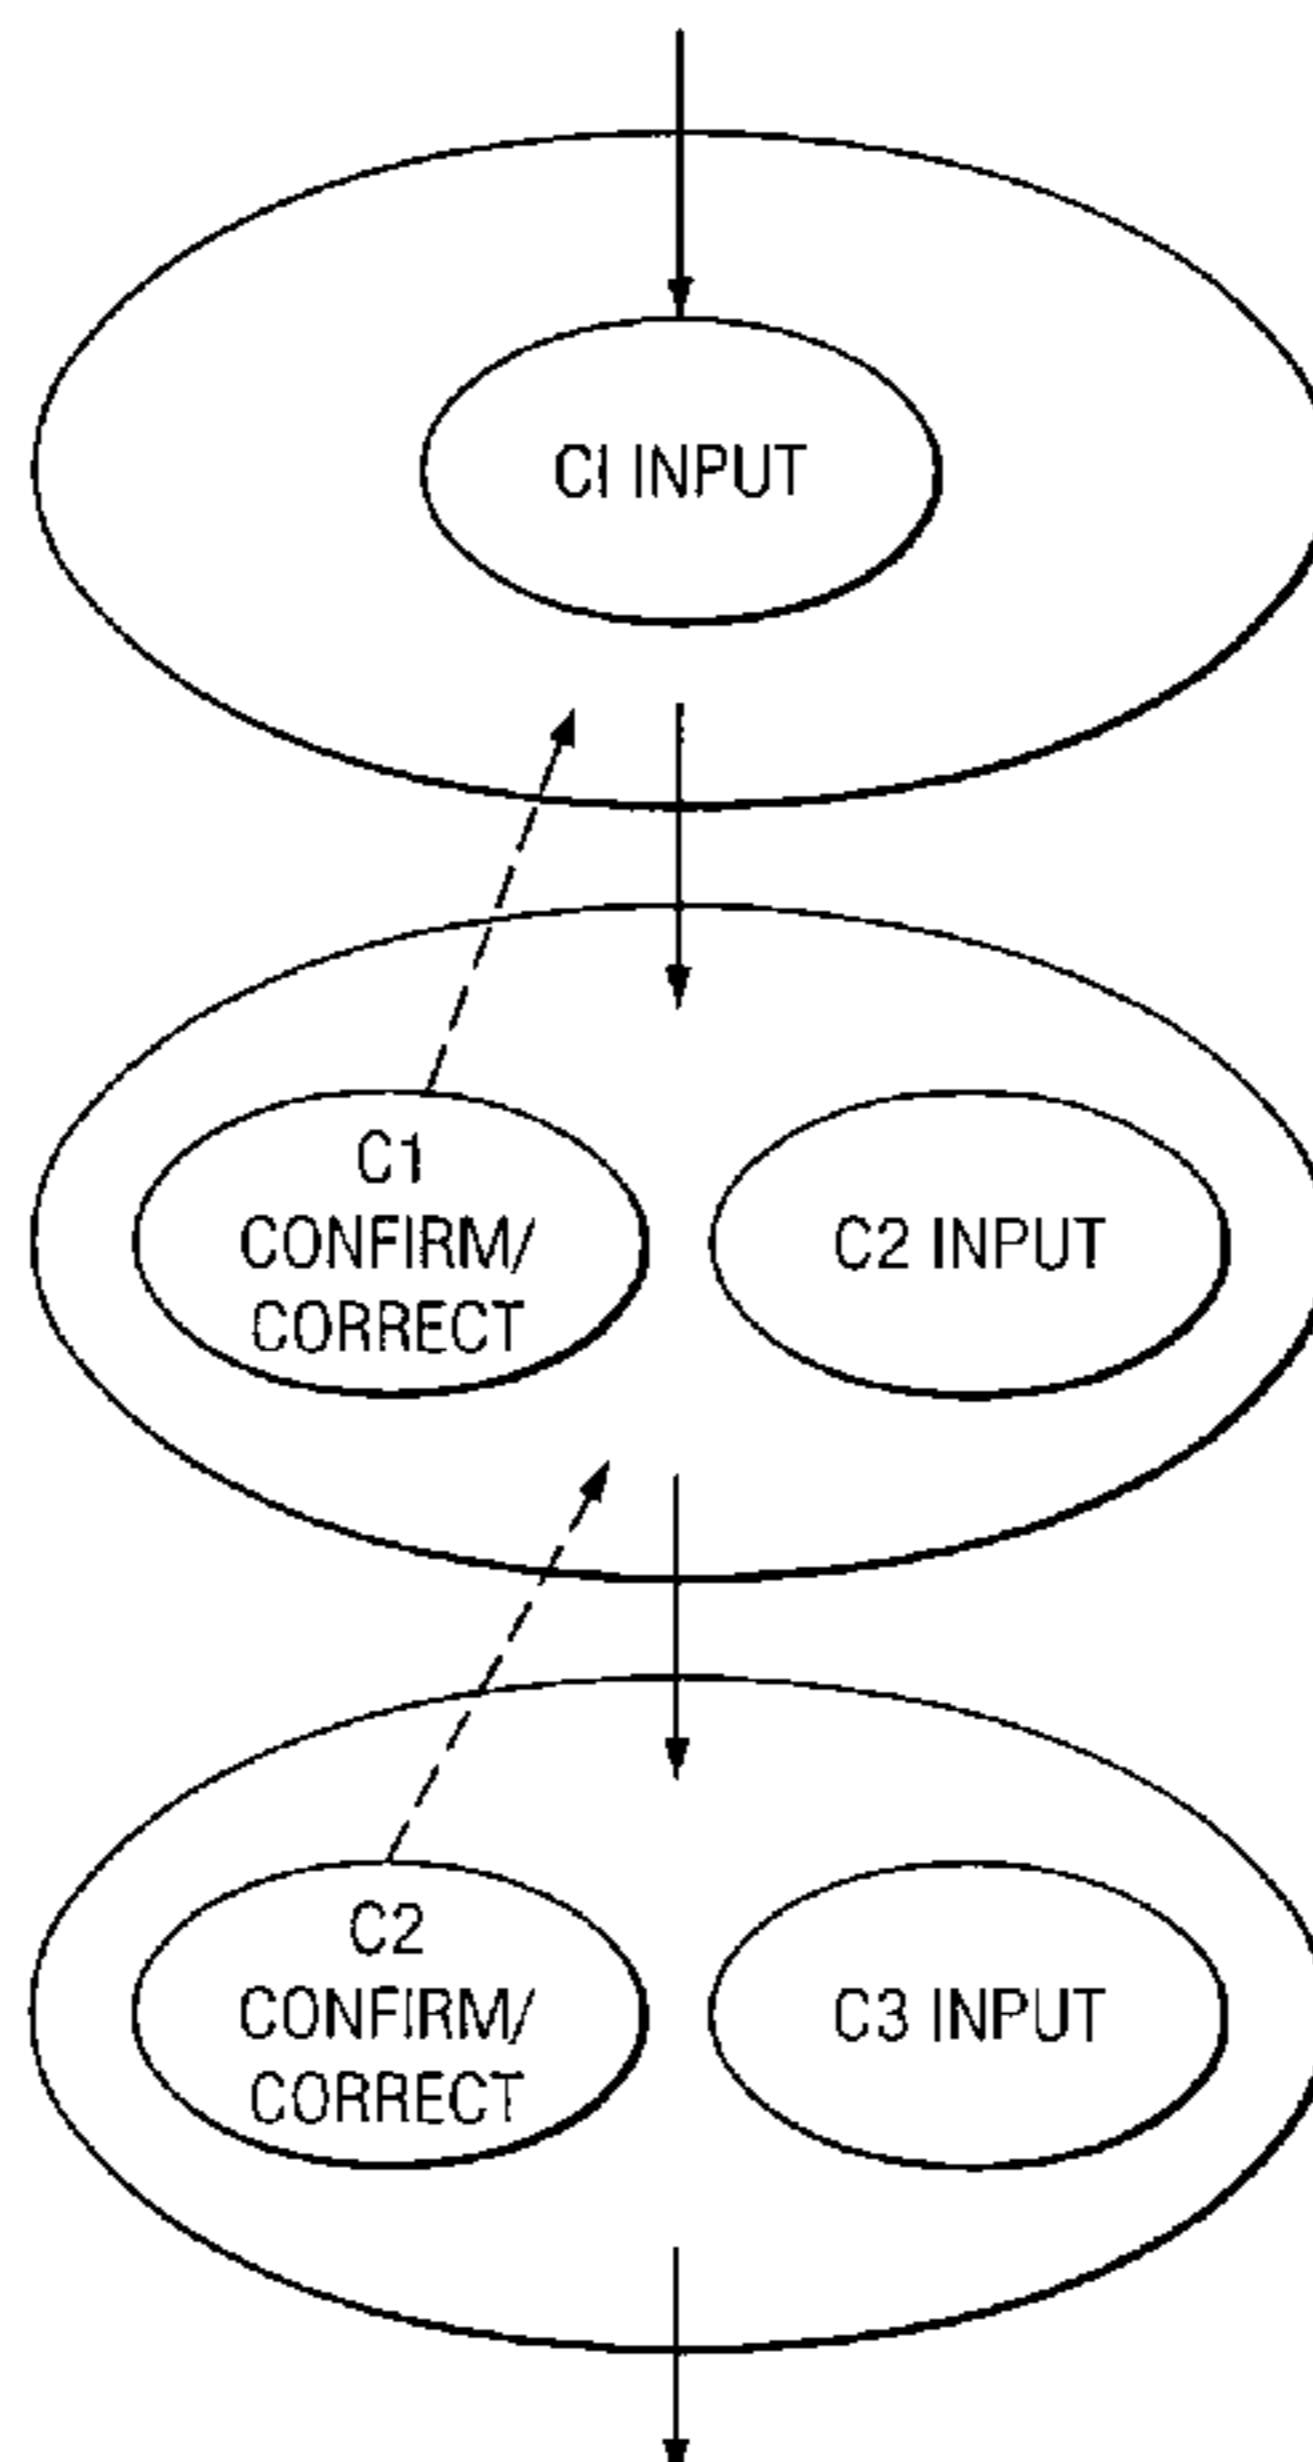 CI INPUT
C1
CONFIRM/
CORRECT
C2 INPUT
C2
CONFIRM/
CORRECT
C3 INPUT